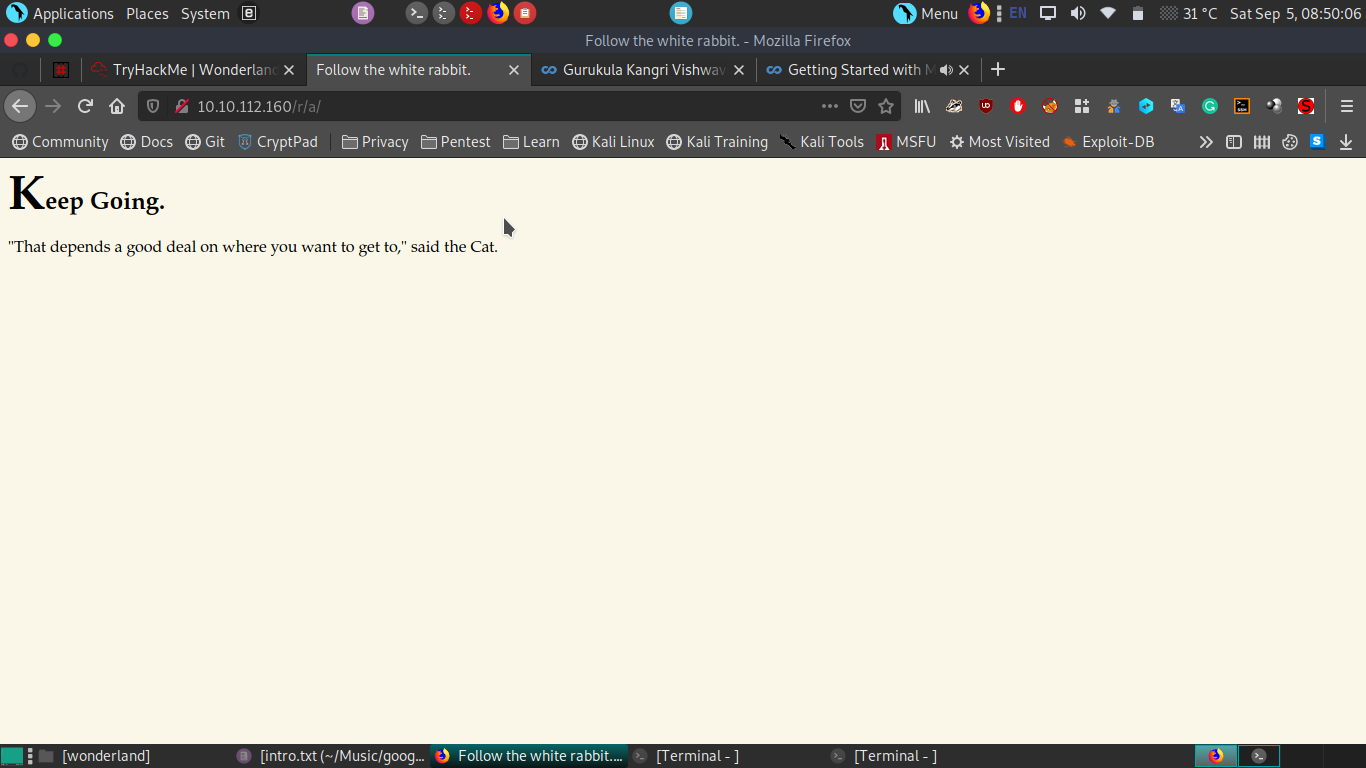 Applications Places System Menu EN 31 °C Sat Sep 5, 08:50:06
Follow the white rabbit. - Mozilla Firefox
TryHackMe | Wonderland Follow the white rabbit. Gurukula Kangri Vishwav Getting Started with M
10.10.112.160/r/a/
Community Docs Git CryptPad Privacy Pentest Learn Kali Linux Kali Training Kali Tools MSFU Most Visited Exploit-DB
Keep Going.
"That depends a good deal on where you want to get to," said the Cat.
[wonderland] [intro.txt (~/Music/goog... Follow the white rabbit.... [Terminal - ] [Terminal - ]